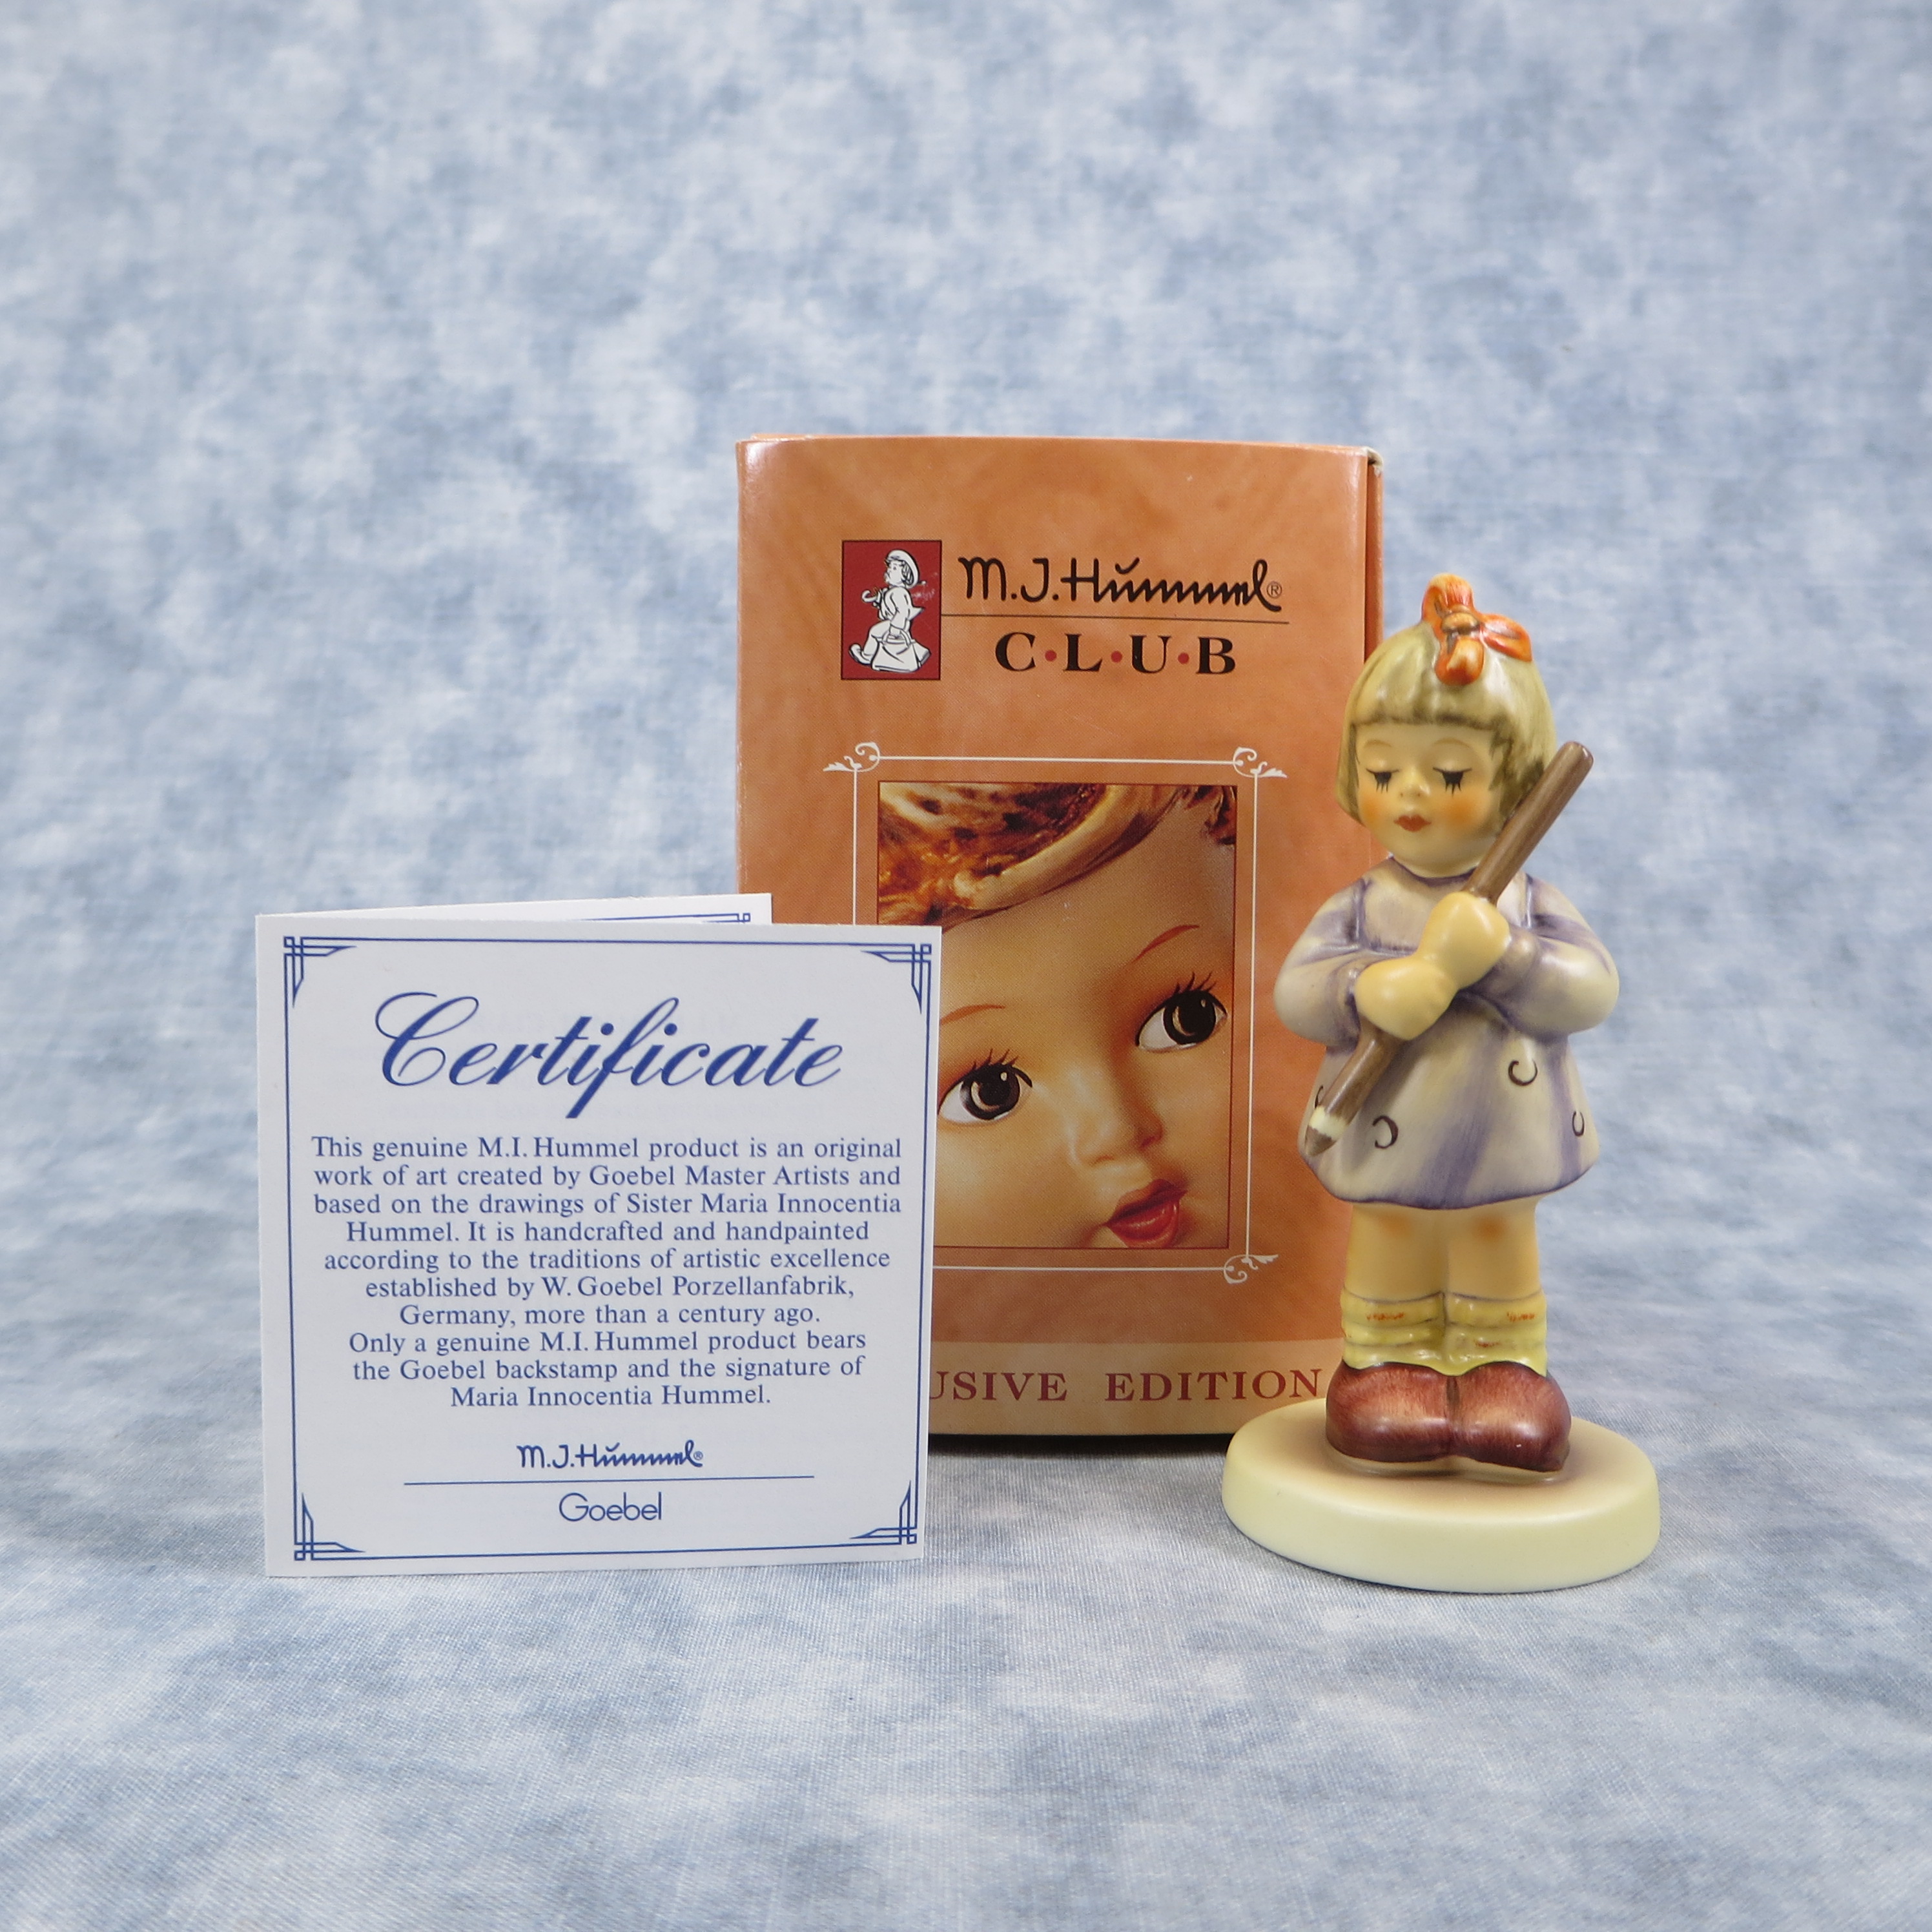 M.J.Hummel®
C·L·U·B
Certificate
This genuine M.I. Hummel product is an original
work of art created by Goebel Master Artists and
based on the drawings of Sister Maria Innocentia
Hummel. It is handcrafted and handpainted
according to the traditions of artistic excellence
established by W. Goebel Porzellanfabrik,
Germany, more than a century ago.
Only a genuine M.I. Hummel product bears
the Goebel backstamp and the signature of
Maria Innocentia Hummel.
M.J.Hummel®
Goebel
USIVE EDITION